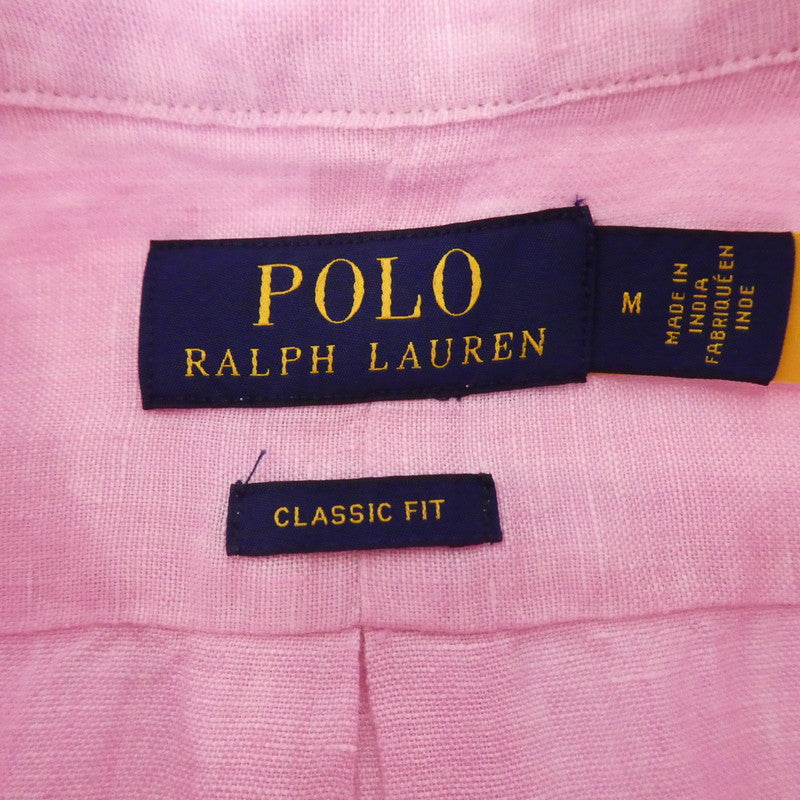 POLO
RALPH LAUREN
M
MADE IN
INDIA
FABRIQUÉ EN
INDE
CLASSIC FIT